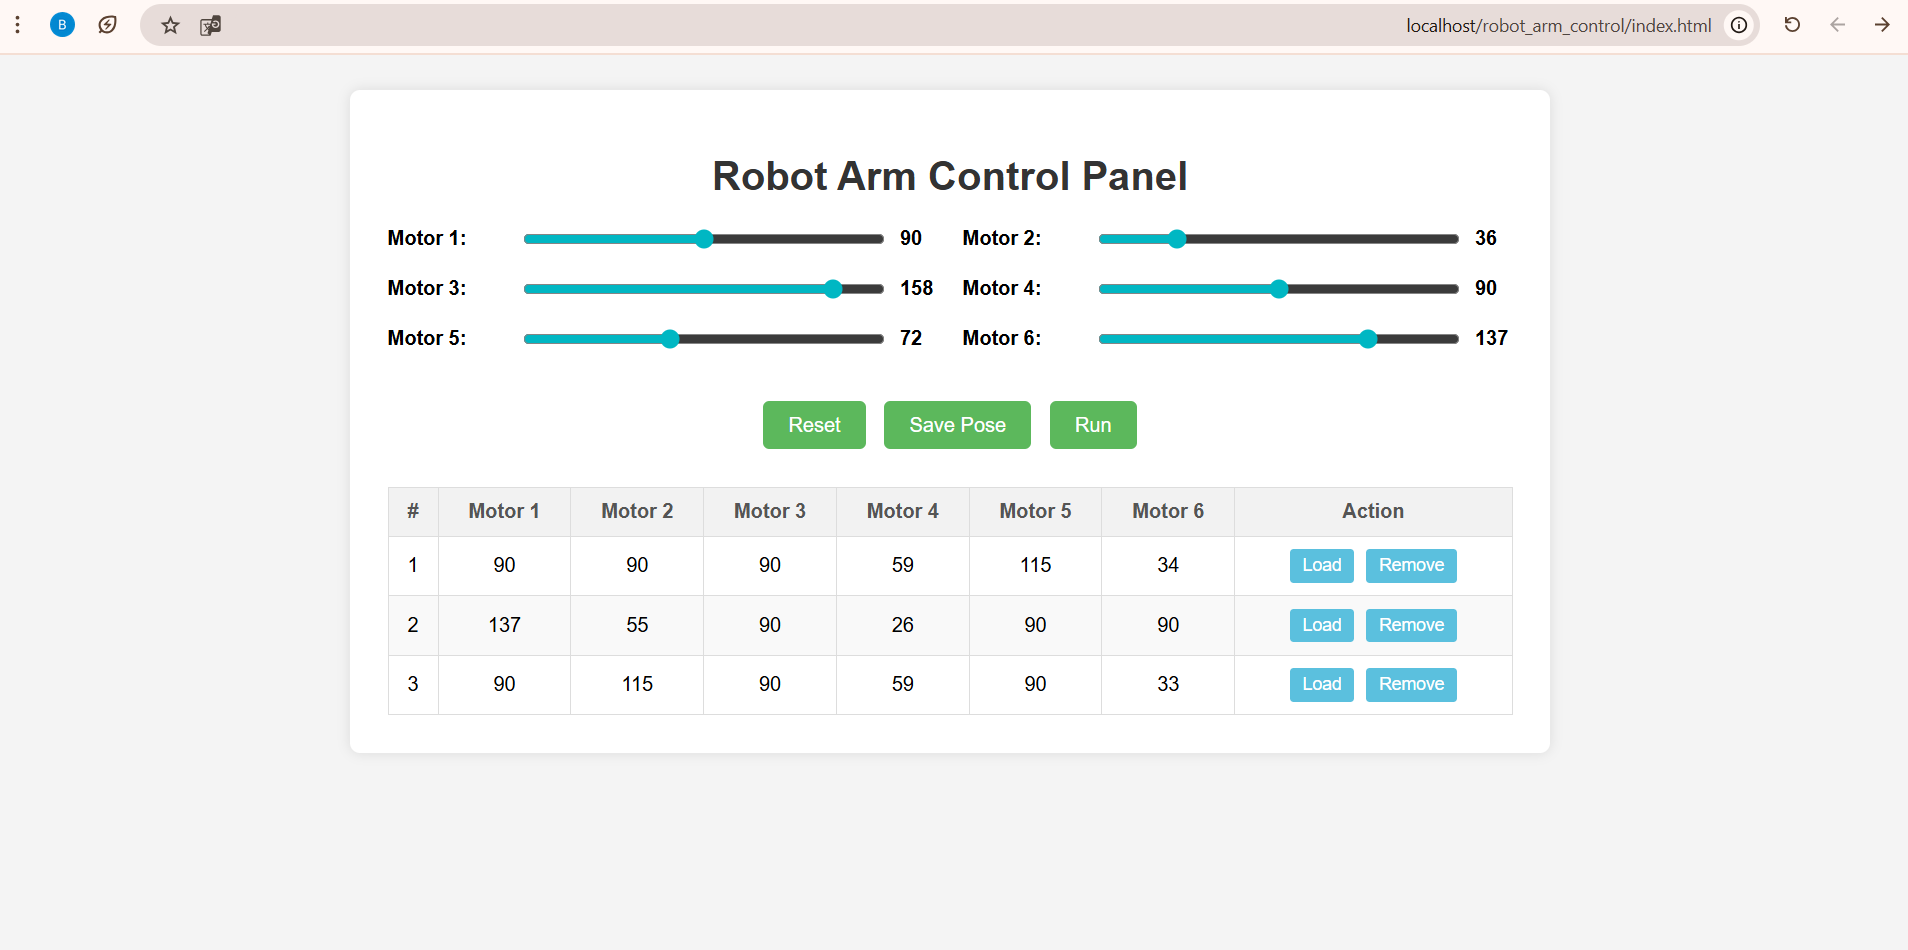 B
localhost/robot_arm_control/index.html
Robot Arm Control Panel
Motor 1: 90 Motor 2: 36
Motor 3: 158 Motor 4: 90
Motor 5: 72 Motor 6: 137
Reset Save Pose Run
# Motor 1 Motor 2 Motor 3 Motor 4 Motor 5 Motor 6 Action
1 90 90 90 59 115 34 Load Remove
2 137 55 90 26 90 90 Load Remove
3 90 115 90 59 90 33 Load Remove